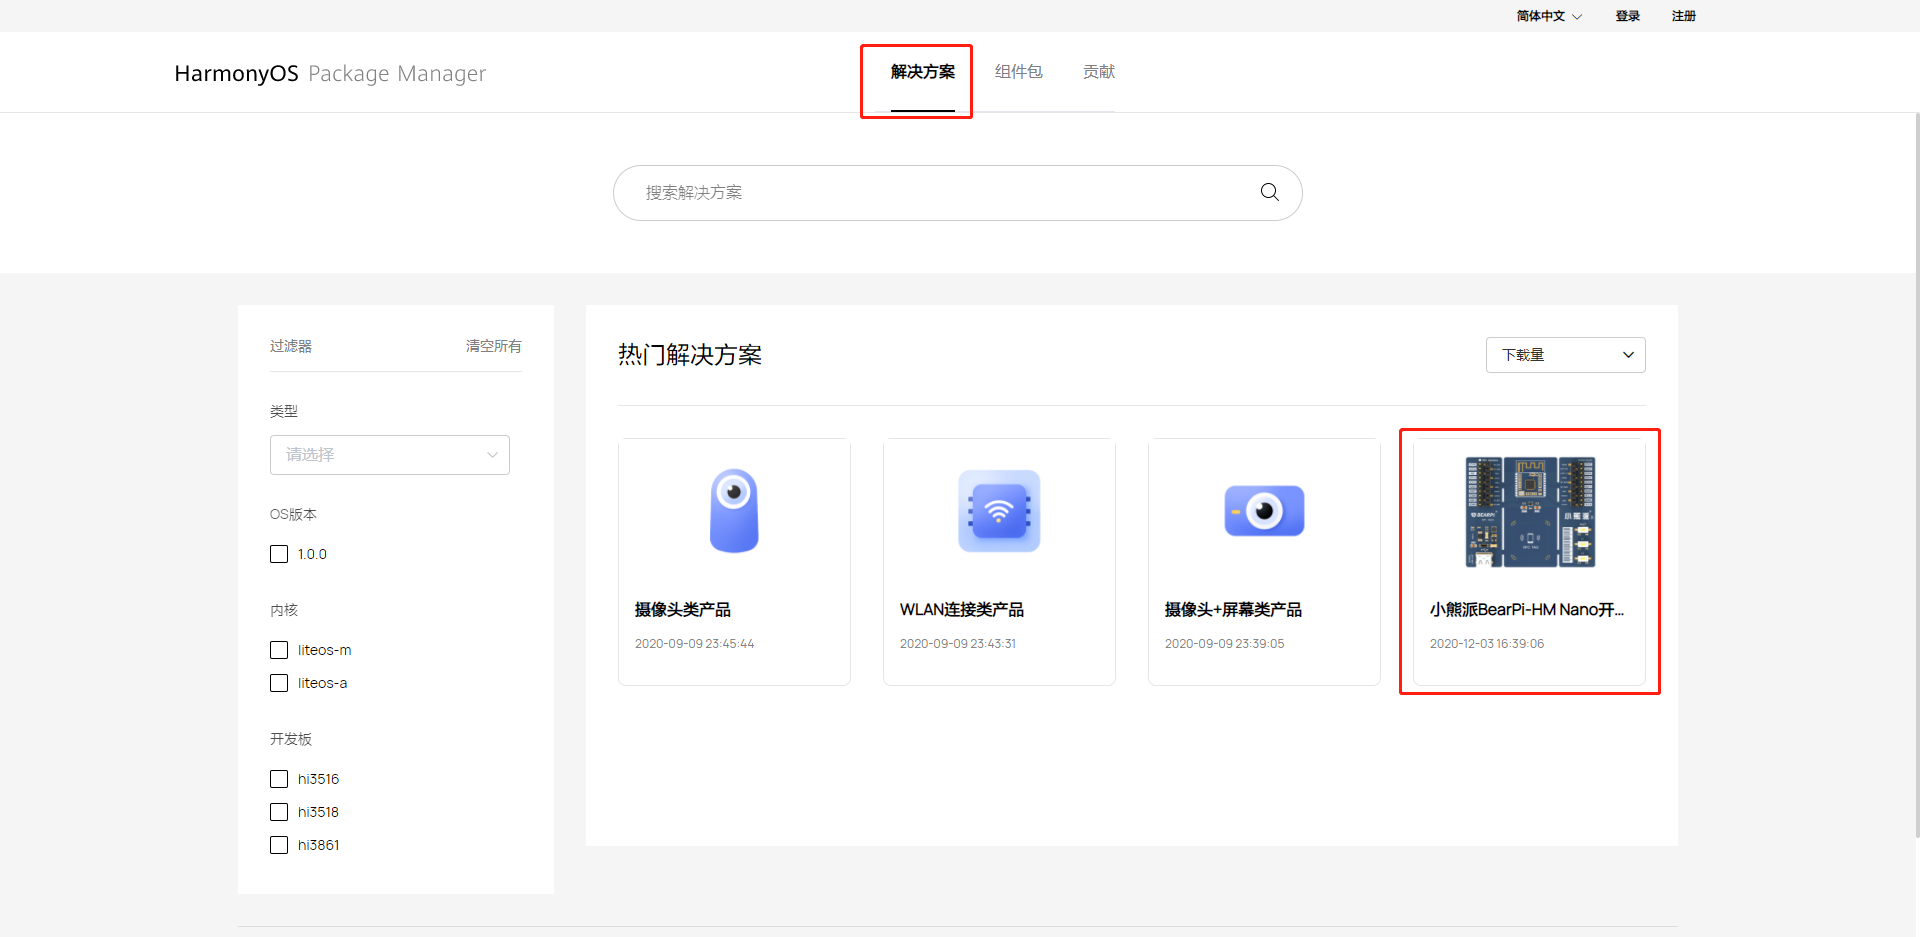 简体中文 登录 注册
HarmonyOS Package Manager 解决方案 组件包 贡献
搜索解决方案
过滤器 清空所有
类型
请选择
OS版本
1.0.0
内核
liteos-m
liteos-a
开发板
hi3516
hi3518
hi3861
热门解决方案 下载量
摄像头类产品
2020-09-09 23:45:44
WLAN连接类产品
2020-09-09 23:43:31
摄像头+屏幕类产品
2020-09-09 23:39:05
BEARPI 小熊派
小熊派BearPi-HM Nano开...
2020-12-03 16:39:06